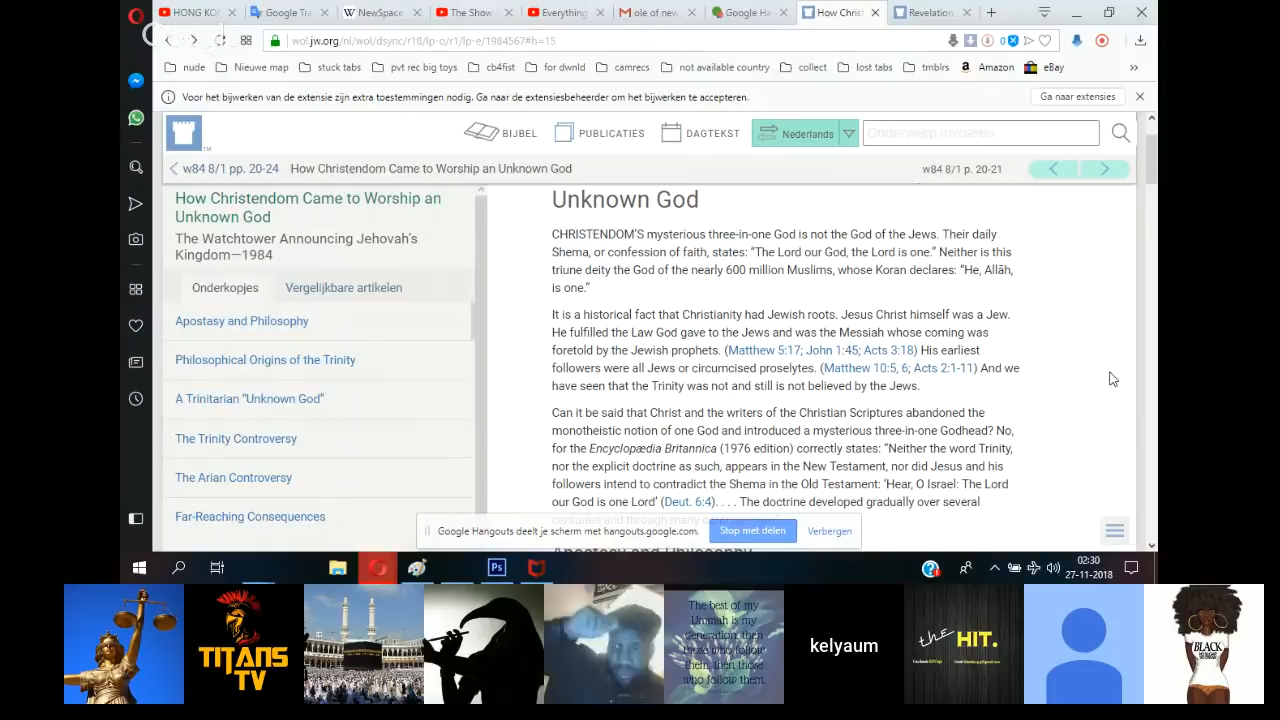 HONG KO
Google Tra
NewSpace
The Show
Everything
ole of new
Google Ha
How Chris
Revelation
wol.jw.org/nl/wol/dsync/r18/lp-o/r1/lp-e/1984567#h=15
0
nude
Nieuwe map
stuck tabs
pvt rec big toys
cb4fist
for dwnld
camrecs
not available country
collect
lost tabs
tmblrs
Amazon
eBay
»
Voor het bijwerken van de extensie zijn extra toestemmingen nodig. Ga naar de extensiesbeheerder om het bijwerken te accepteren.
Ga naar extensies
BIJBEL
PUBLICATIES
DAGTEKST
Nederlands
Onderwerp invoeren
TM
w84 8/1 pp. 20-24
How Christendom Came to Worship an Unknown God
w84 8/1 p. 20-21
How Christendom Came to Worship an
Unknown God
The Watchtower Announcing Jehovah's
Kingdom—1984
Onderkopjes
Vergelijkbare artikelen
Apostasy and Philosophy
Philosophical Origins of the Trinity
A Trinitarian “Unknown God”
The Trinity Controversy
The Arian Controversy
Far-Reaching Consequences
Unknown God
CHRISTENDOM'S mysterious three-in-one God is not the God of the Jews. Their daily
Shema, or confession of faith, states: “The Lord our God, the Lord is one.” Neither is this
triune deity the God of the nearly 600 million Muslims, whose Koran declares: “He, Allāh,
is one.”
It is a historical fact that Christianity had Jewish roots. Jesus Christ himself was a Jew.
He fulfilled the Law God gave to the Jews and was the Messiah whose coming was
foretold by the Jewish prophets. (Matthew 5:17; John 1:45; Acts 3:18) His earliest
followers were all Jews or circumcised proselytes. (Matthew 10:5, 6; Acts 2:1-11) And we
have seen that the Trinity was not and still is not believed by the Jews.
Can it be said that Christ and the writers of the Christian Scriptures abandoned the
monotheistic notion of one God and introduced a mysterious three-in-one Godhead? No,
for the Encyclopædia Britannica (1976 edition) correctly states: “Neither the word Trinity,
nor the explicit doctrine as such, appears in the New Testament, nor did Jesus and his
followers intend to contradict the Shema in the Old Testament: ‘Hear, O Israel: The Lord
our God is one Lord’ (Deut. 6:4). . . . The doctrine developed gradually over several
centuries and through many
Apostasy and Philosophy
Google Hangouts deelt je scherm met hangouts.google.com.
Stop met delen
Verbergen
Ps
02:30
27-11-2018
TITANS
TV
The best of my
Ummah is my
generation, then
those who follow
them, then those
who follow them.
kelyaum
the HIT.
BLACK